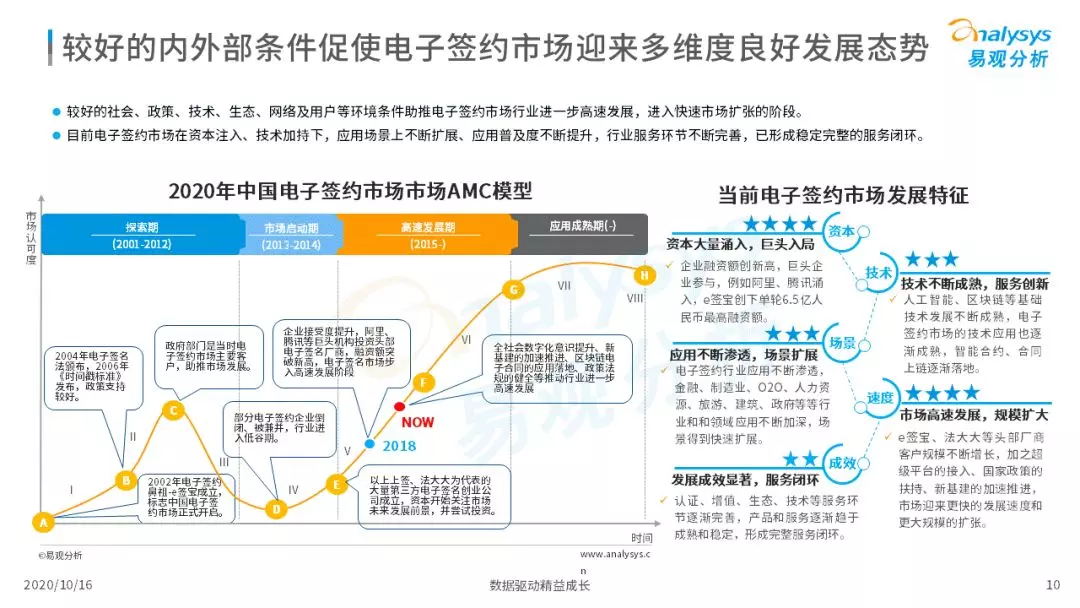 较好的内外部条件促使电子签约市场迎来多维度良好发展态势
analysys
易观分析
较好的社会、政策、技术、生态、网络及用户等环境条件助推电子签约市场行业进一步高速发展，进入快速市场扩张的阶段。
目前电子签约市场在资本注入、技术加持下，应用场景上不断扩展、应用普及度不断提升，行业服务环节不断完善，已形成稳定完整的服务闭环。
2020年中国电子签约市场市场AMC模型
市场认可度
探索期
(2001-2012)
市场启动期
(2013-2014)
高速发展期
(2015-)
应用成熟期(-)
2004年电子签名
法颁布，2006年
《时间戳标准》
发布，政策支持
较好。
政府部门是当时电
子签约市场主要客
户，助推市场发展。
企业接受度提升，阿里、
腾讯等巨头机构投资头部
电子签名厂商，融资额突
破新高，电子签名市场步
入高速发展阶段
全社会数字化意识提升、新
基建的加速推进、区块链电
子合同的应用落地、政策法
规的健全等推动行业进一步
高速发展
部分电子签约企业倒
闭、被兼并，行业进
入低谷期。
2002年电子签约
鼻祖-e签宝成立，
标志中国电子签
约市场正式开启。
以上上签、法大大为代表的
大量第三方电子签名创业公
司成立，资本开始关注市场
未来发展前景，并尝试投资。
A
B
C
D
E
F
G
H
I
II
III
IV
V
VI
VII
VIII
NOW
2018
时间
©易观分析
www.analysys.c
n
当前电子签约市场发展特征
资本
资本大量涌入，巨头入局
企业融资额创新高，巨头企
业参与，例如阿里、腾讯涌
入，e签宝创下单轮6.5亿人
民币最高融资额。
技术
技术不断成熟，服务创新
人工智能、区块链等基础
技术发展不断成熟，电子
签约市场的技术应用也逐
渐成熟，智能合约、合同
上链逐渐落地。
场景
应用不断渗透，场景扩展
电子签约行业应用不断渗透，
金融、制造业、O2O、人力资
源、旅游、建筑、政府等等行
业和和领域应用不断加深，场
景得到快速扩展。
速度
市场高速发展，规模扩大
e签宝、法大大等头部厂商
客户规模不断增长，加之超
级平台的接入、国家政策的
扶持、新基建的加速推进，
市场迎来更快的发展速度和
更大规模的扩张。
成效
发展成效显著，服务闭环
认证、增值、生态、技术等服务环
节逐渐完善，产品和服务逐渐趋于
成熟和稳定，形成完整服务闭环。
analysys
易观分析
2020/10/16
数据驱动精益成长
10